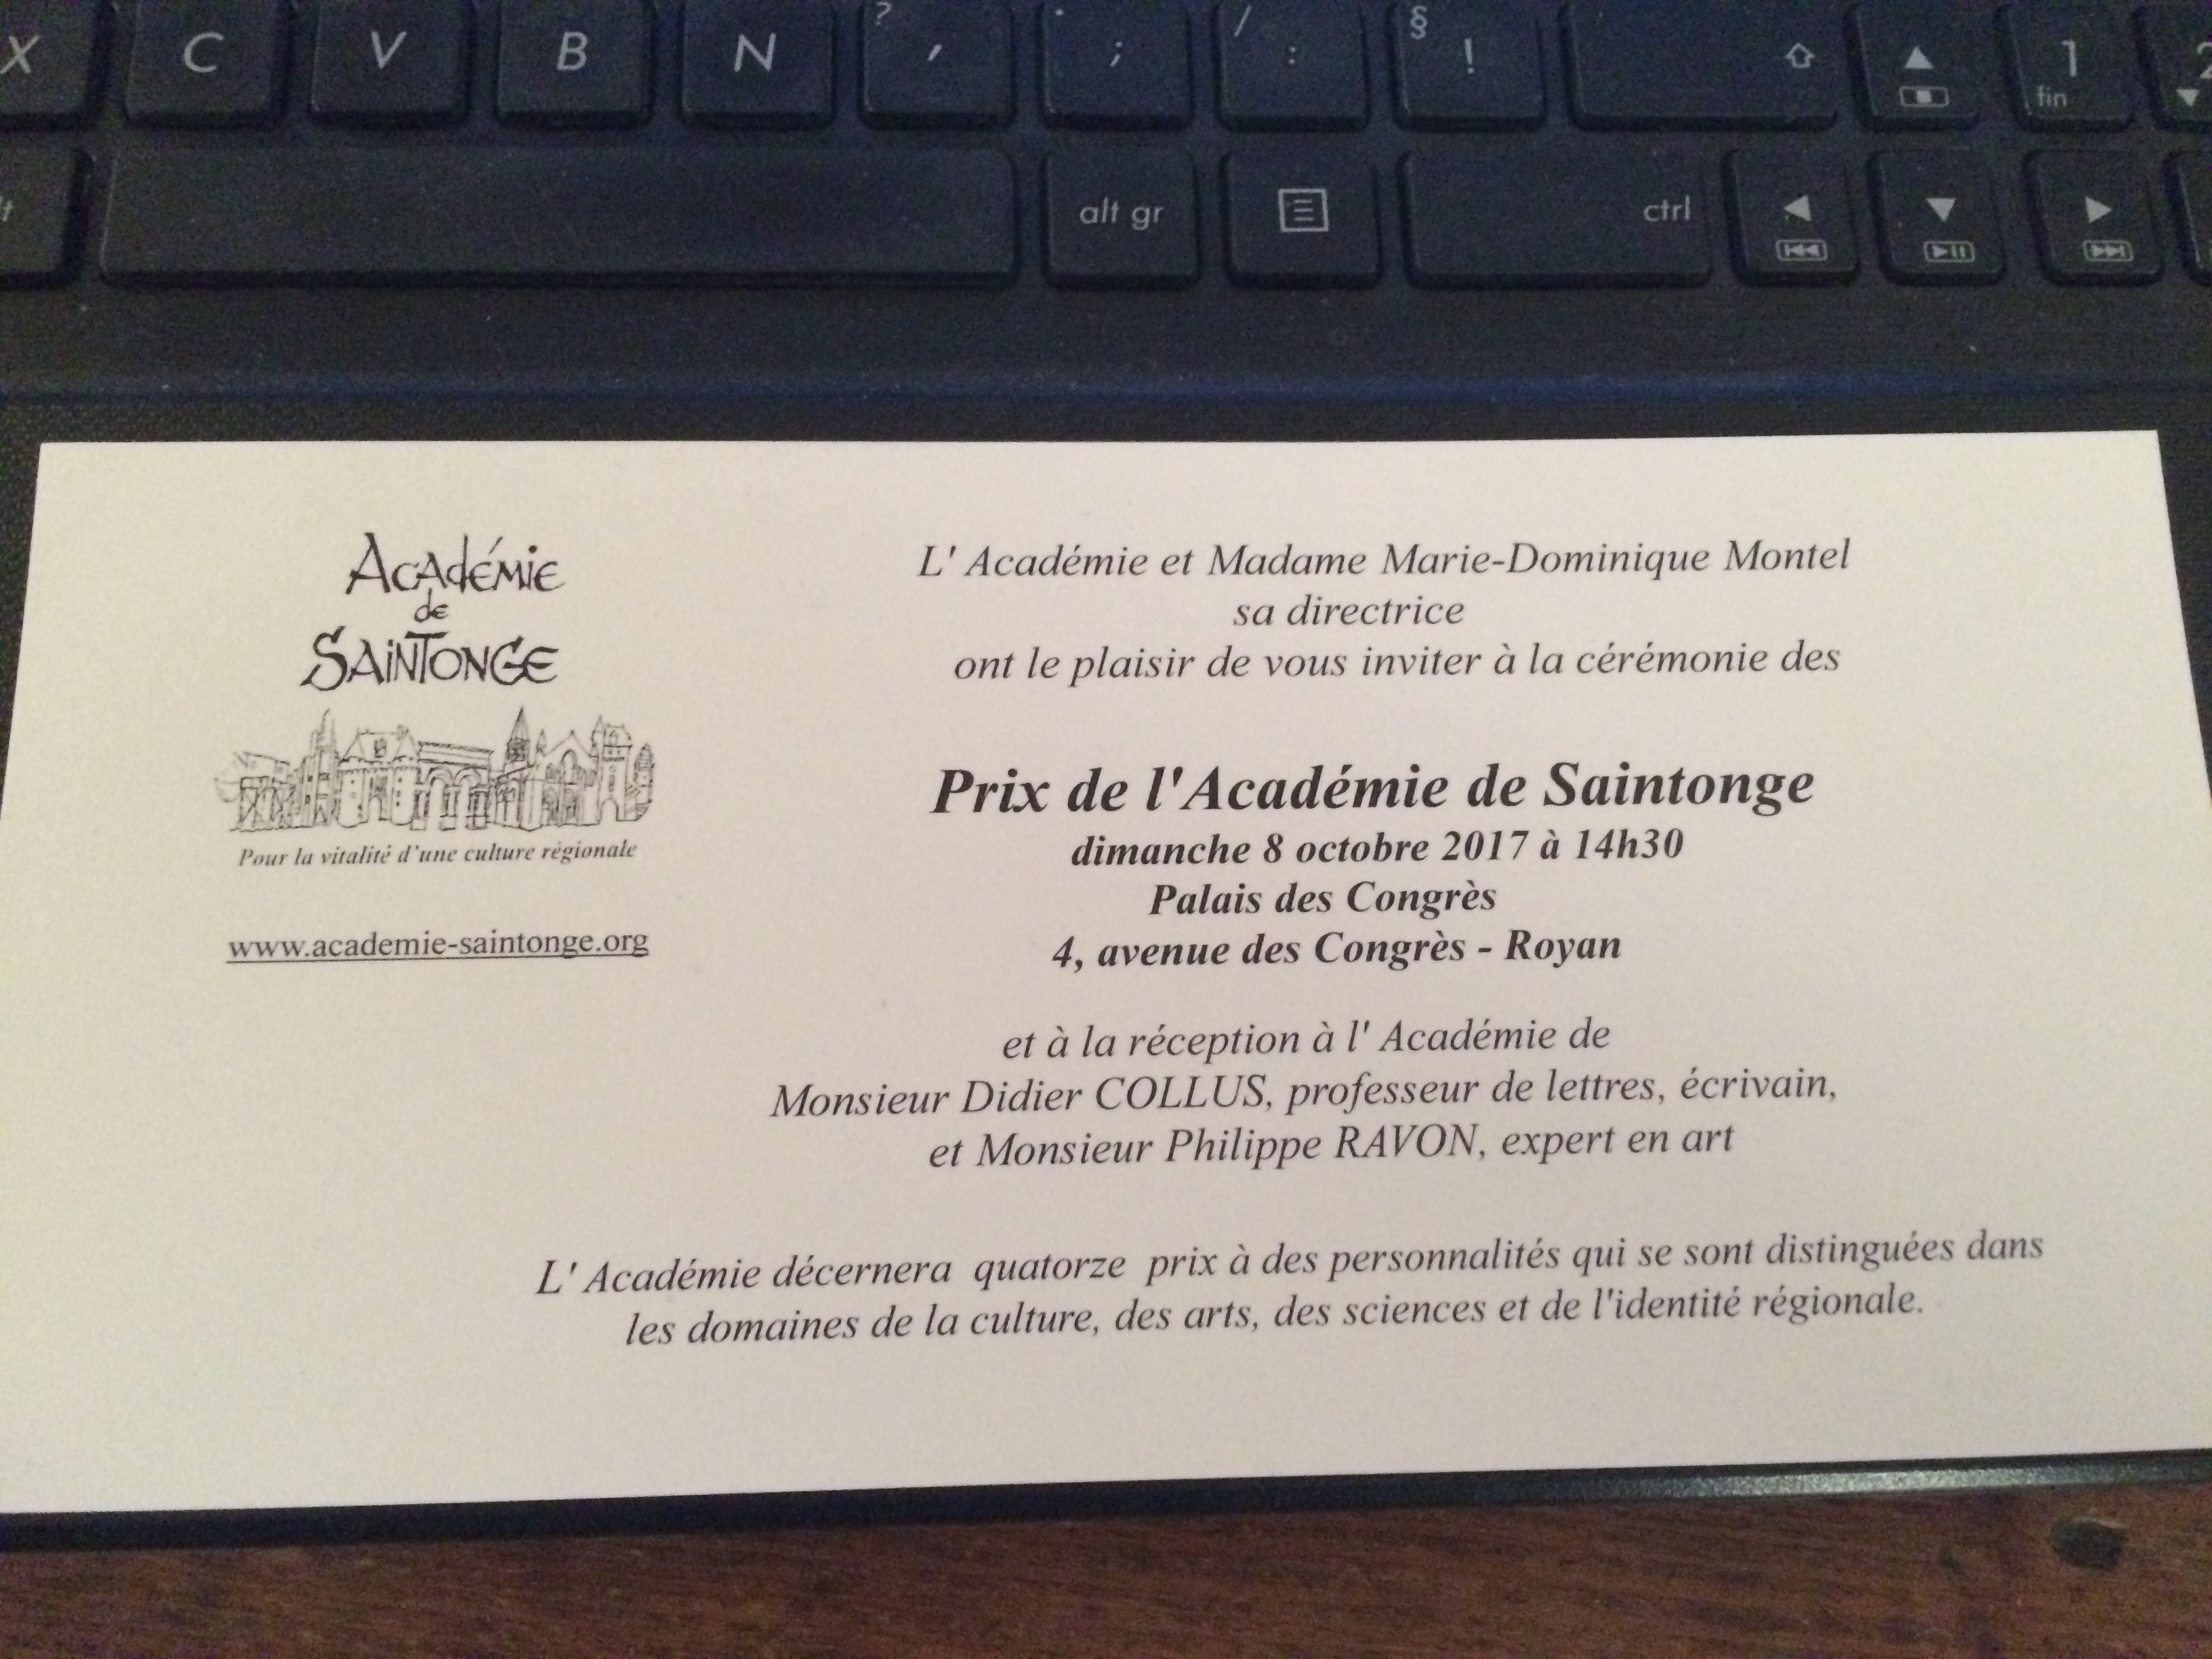 X C V B N ? , . ; / : § ! 1 fin 2
alt gr ctrl
Académie
de
Saintonge
Pour la vitalité d'une culture régionale
www.academie-saintonge.org
L' Académie et Madame Marie-Dominique Montel
sa directrice
ont le plaisir de vous inviter à la cérémonie des
Prix de l'Académie de Saintonge
dimanche 8 octobre 2017 à 14h30
Palais des Congrès
4, avenue des Congrès - Royan
et à la réception à l' Académie de
Monsieur Didier COLLUS, professeur de lettres, écrivain,
et Monsieur Philippe RAVON, expert en art
L' Académie décernera quatorze prix à des personnalités qui se sont distinguées dans
les domaines de la culture, des arts, des sciences et de l'identité régionale.